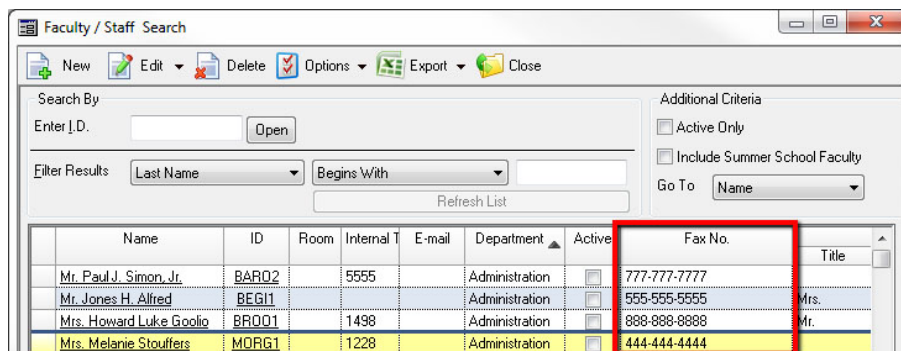 Faculty / Staff Search
New Edit Delete Options Export Close
Search By
Additional Criteria
Enter I.D. Open
Active Only
Include Summer School Faculty
Filter Results Last Name Begins With
Go To Name
Refresh List
Name ID Room Internal T E-mail Department Active Fax No.
Title
Mr. Paul J. Simon, Jr. BARO2 5555 Administration 777-777-7777
Mr. Jones H. Alfred BEGI1 Administration 555-555-5555 Mrs.
Mrs. Howard Luke Goolio BROO1 1498 Administration 888-888-8888 Mr.
Mrs. Melanie Stouffers MORG1 1228 Administration 444-444-4444